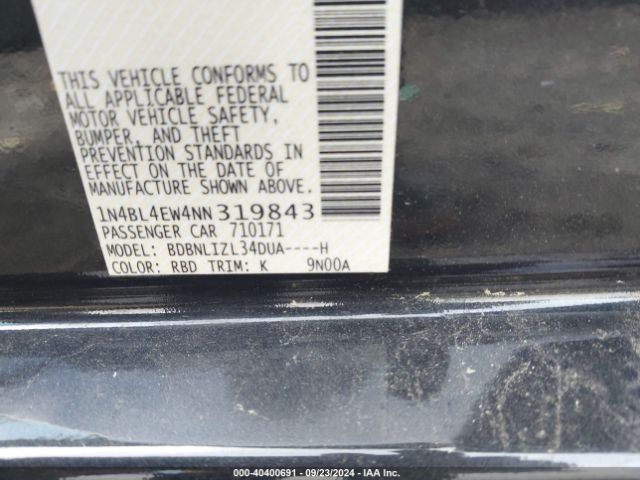 THIS VEHICLE CONFORMS TO
ALL APPLICABLE FEDERAL
MOTOR VEHICLE SAFETY,
BUMPER, AND THEFT
PREVENTION STANDARDS IN
EFFECT ON THE DATE OF
MANUFACTURE SHOWN ABOVE.
1N4BL4EW4NN319843
PASSENGER CAR 710171
MODEL: BDBNLIZL34DUA----H
COLOR: RBD TRIM: K 9N00A
000-40400691 - 09/23/2024 - IAA Inc.